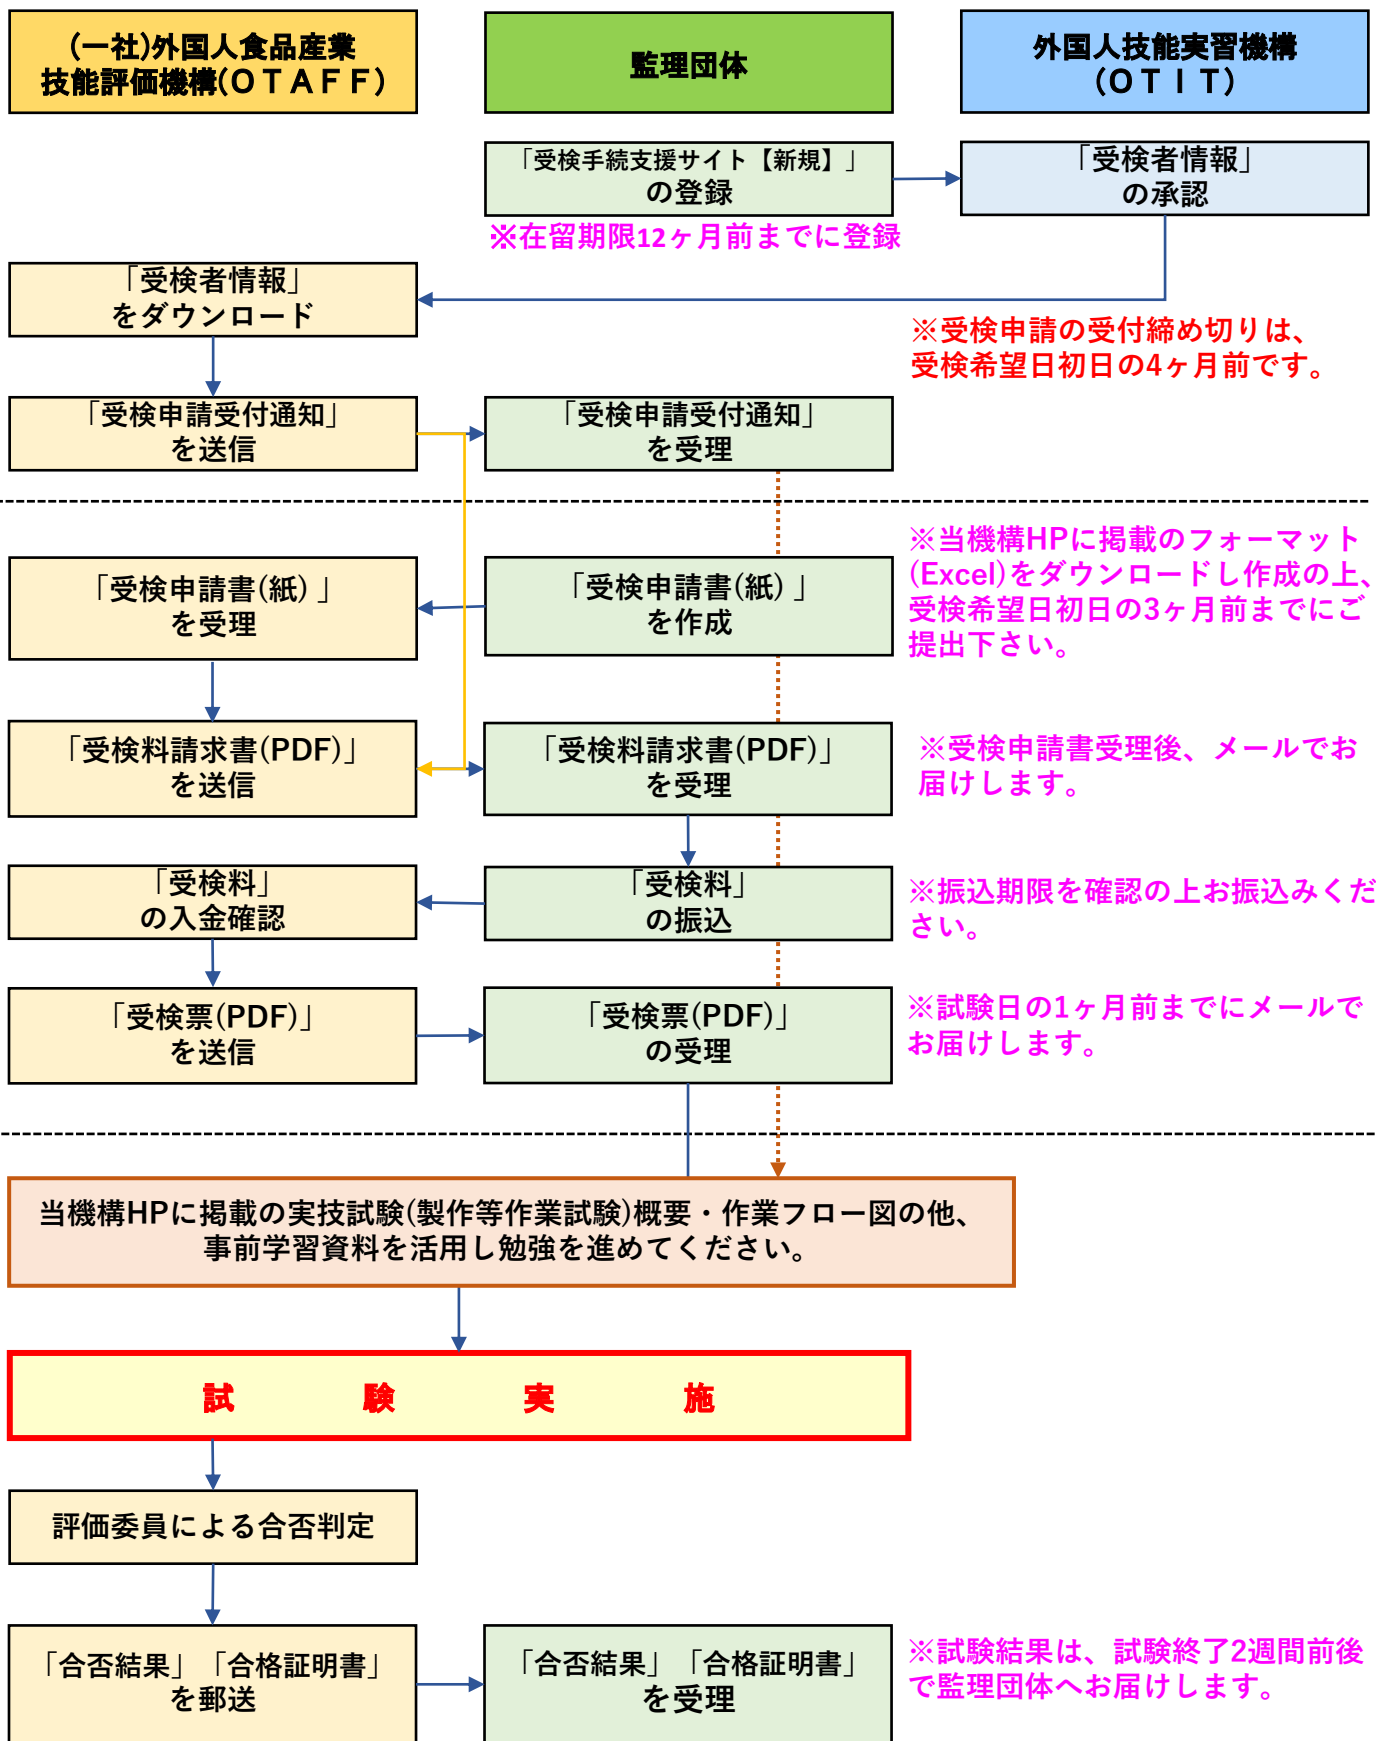 (一社)外国人食品産業
技能評価機構(ＯＴＡＦＦ)
監理団体
外国人技能実習機構
(ＯＴＩＴ)
「受検手続支援サイト【新規】」
の登録
「受検者情報」
の承認
※在留期限12ヶ月前までに登録
「受検者情報」
をダウンロード
※受検申請の受付締め切りは、
受検希望日初日の4ヶ月前です。
「受検申請受付通知」
を送信
「受検申請受付通知」
を受理
「受検申請書(紙)」
を受理
「受検申請書(紙)」
を作成
※当機構HPに掲載のフォーマット
(Excel)をダウンロードし作成の上、
受検希望日初日の3ヶ月前までにご
提出下さい。
「受検料請求書(PDF)」
を送信
「受検料請求書(PDF)」
を受理
※受検申請書受理後、メールでお
届けします。
「受検料」
の入金確認
「受検料」
の振込
※振込期限を確認の上お振込みくだ
さい。
「受検票(PDF)」
を送信
「受検票(PDF)」
の受理
※試験日の1ヶ月前までにメールで
お届けします。
当機構HPに掲載の実技試験(製作等作業試験)概要・作業フロー図の他、
事前学習資料を活用し勉強を進めてください。
試　験　実　施
評価委員による合否判定
「合否結果」「合格証明書」
を郵送
「合否結果」「合格証明書」
を受理
※試験結果は、試験終了2週間前後
で監理団体へお届けします。